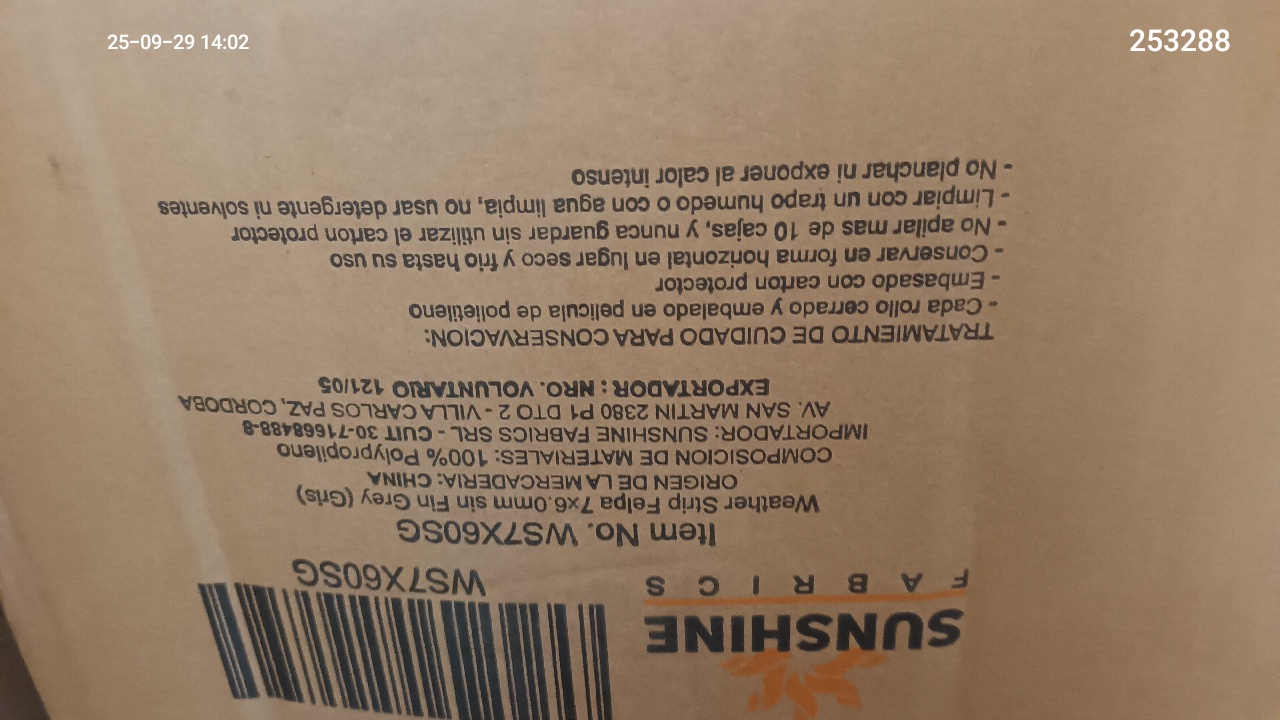 25-09-29 14:02
253288
SUNSHINE
FABRICS
WS7X60SG
Item No. WS7X60SG
Weather Strip Felpa 7x6.0mm sin Fin Grey (Gris)
ORIGEN DE LA MERCADERIA: CHINA
COMPOSICION DE MATERIALES: 100% Polypropileno
IMPORTADOR: SUNSHINE FABRICS SRL - CUIT 30-71668488-8
AV. SAN MARTIN 2380 P1 DTO 2 - VILLA CARLOS PAZ, CORDOBA
EXPORTADOR: NRO. VOLUNTARIO 121/05
TRATAMIENTO DE CUIDADO PARA CONSERVACION:
- Cada rollo cerrado y embalado en pelicula de polietileno
- Embasado con carton protector
- Conservar en forma horizontal en lugar seco y frio hasta su uso
- No apilar mas de 10 cajas, y nunca guardar sin utilizar el carton protector
- Limpiar con un trapo humedo o con agua limpia, no usar detergente ni solventes
- No planchar ni exponer al calor intenso